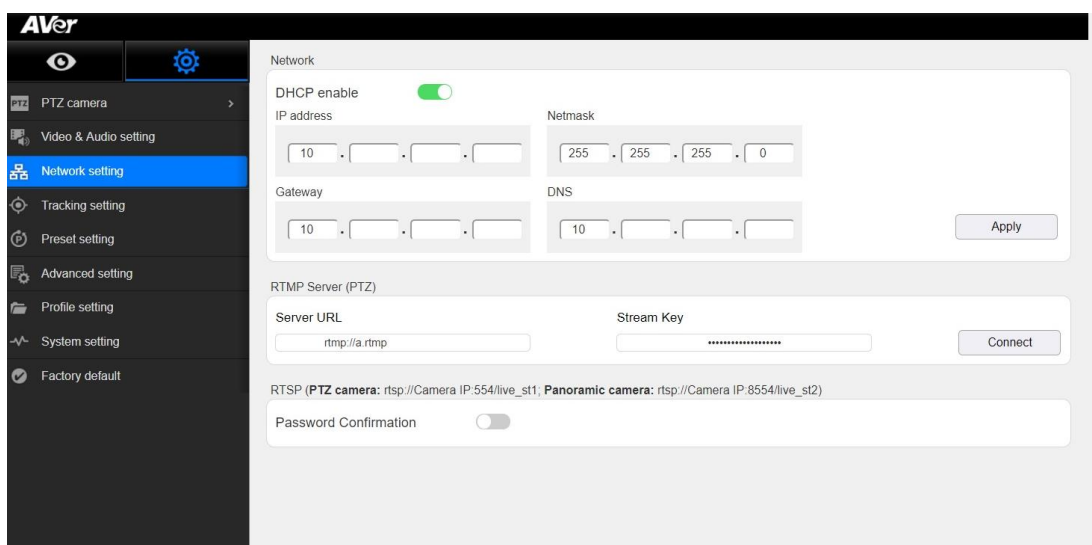 AVer
PTZ PTZ camera >
Video & Audio setting
Network setting
Tracking setting
P Preset setting
Advanced setting
Profile setting
System setting
Factory default
Network
DHCP enable
IP address
10 . . .
Netmask
255 . 255 . 255 . 0
Gateway
10 . . .
DNS
10 . . .
Apply
RTMP Server (PTZ)
Server URL
rtmp://a.rtmp
Stream Key
•••••••••••••••••••
Connect
RTSP (PTZ camera: rtsp://Camera IP:554/live_st1; Panoramic camera: rtsp://Camera IP:8554/live_st2)
Password Confirmation